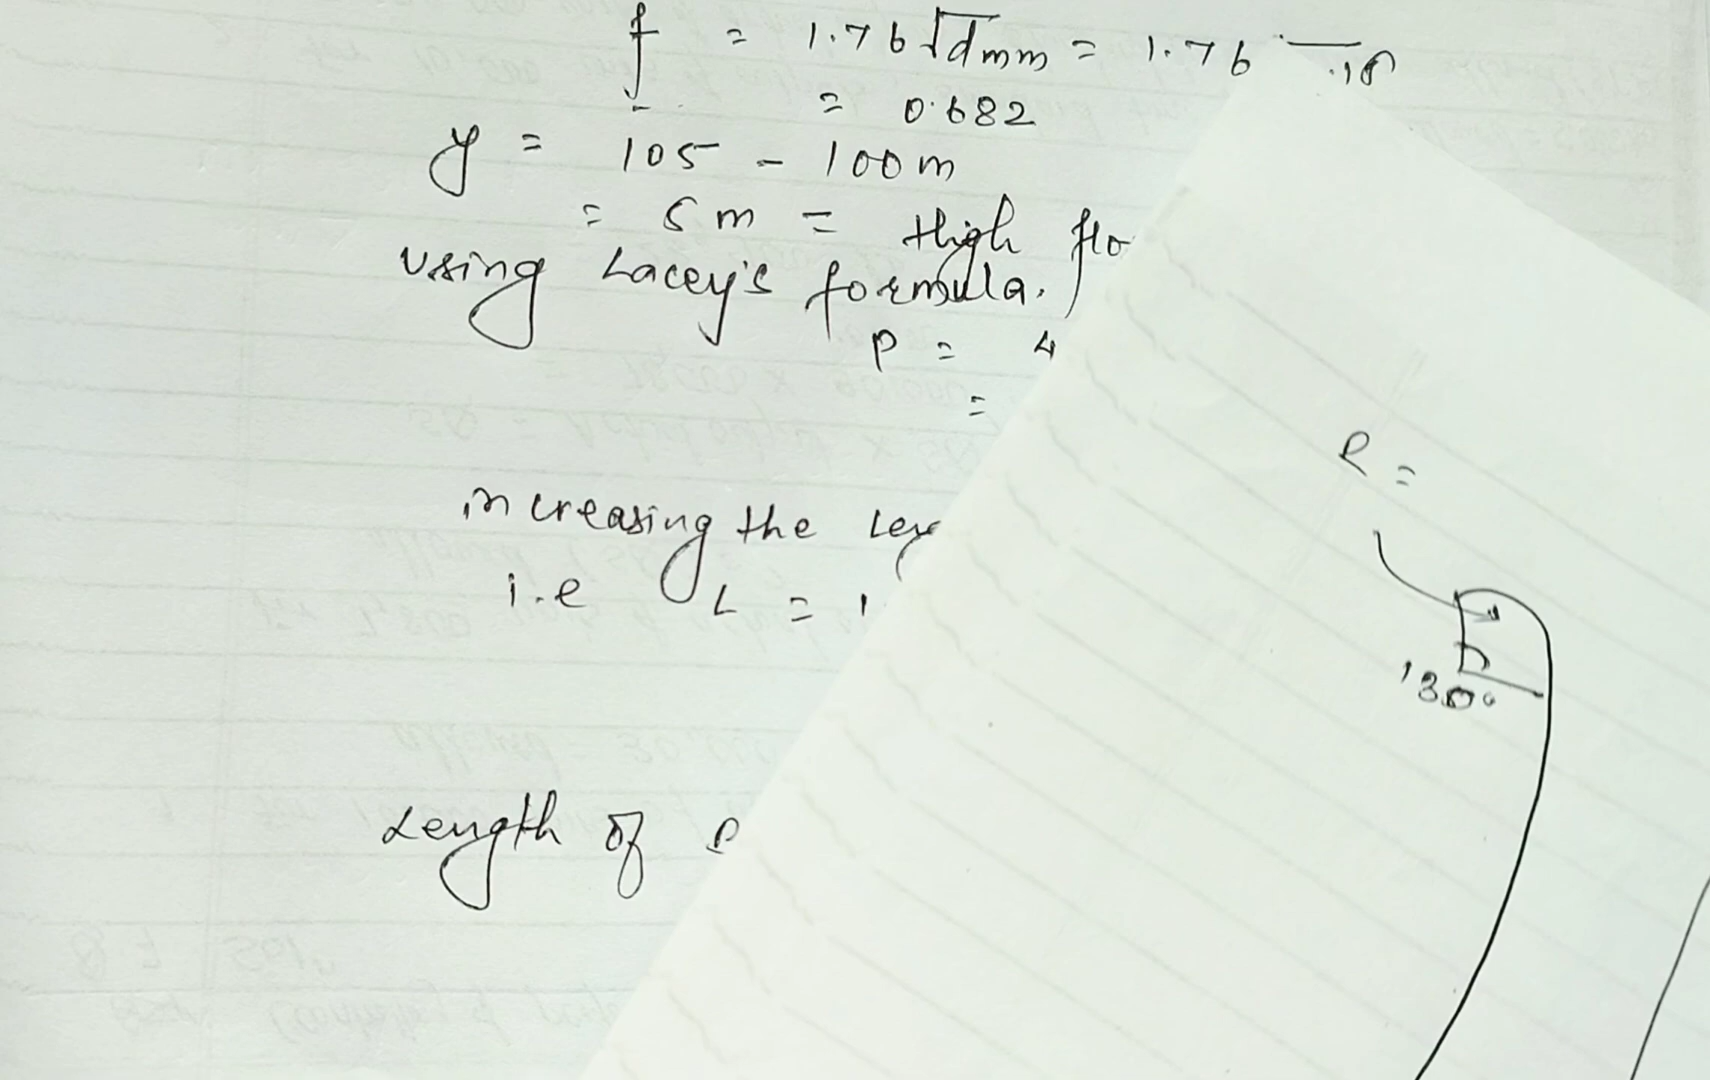 f = 1.76 √dmm = 1.76
= 0.682
y = 105 - 100m
= 5m = High flo
using Lacey's formula.
P = 4
=
R =
increasing the
i.e L = 1
130°
Length of